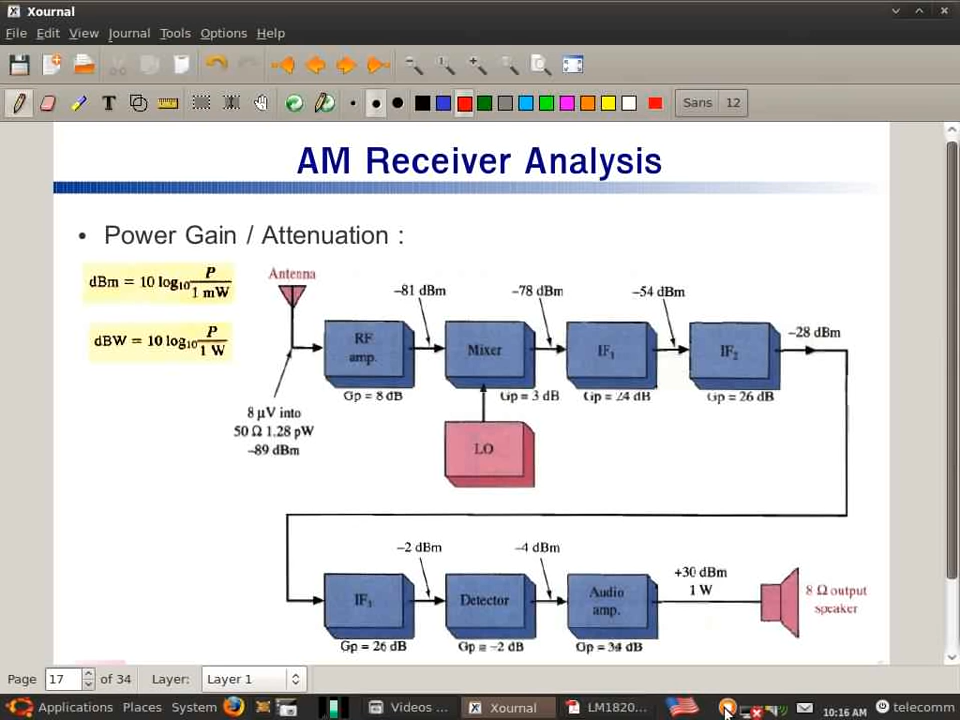 Xournal
File Edit View Journal Tools Options Help
Sans 12
AM Receiver Analysis
• Power Gain / Attenuation :
dBm = 10 log10 P/1 mW
dBW = 10 log10 P/1 W
Antenna
–81 dBm –78 dBm –54 dBm
–28 dBm
RF
amp.
Mixer
IF1
IF2
Gp = 8 dB Gp = 3 dB Gp = 24 dB Gp = 26 dB
8 µV into
50 Ω 1.28 pW
–89 dBm
LO
–2 dBm –4 dBm
+30 dBm
1 W
IF3
Detector
Audio
amp.
8 Ω output
speaker
Gp = 26 dB Gp = –2 dB Gp = 34 dB
Page 17 of 34 Layer: Layer 1
Applications Places System Videos ... Xournal LM1820... 10:16 AM telecomm